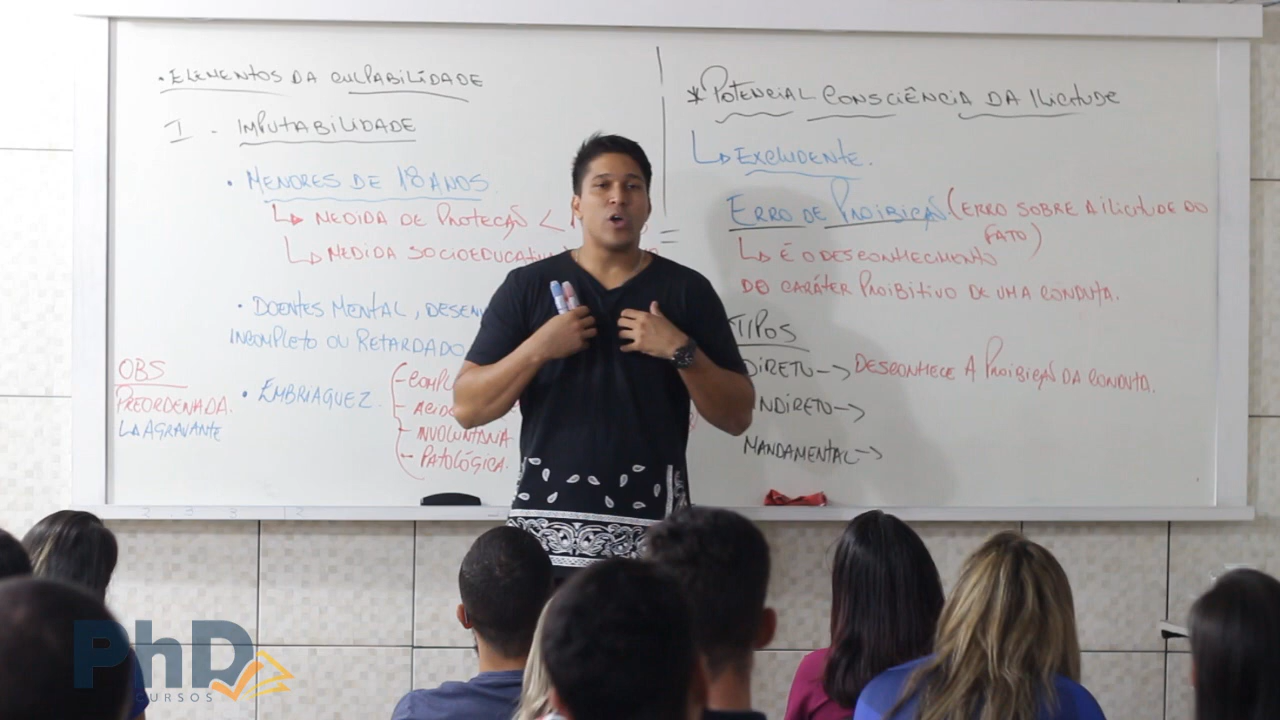 • ELEMENTOS DA CULPABILIDADE
I - IMPUTABILIDADE
• MENORES DE 18 ANOS
↳ MEDIDA DE PROTEÇÃO <
↳ MEDIDA SOCIOEDUCATIV
• DOENTES MENTAL, DESEN
INCOMPLETO OU RETARDADO
• EMBRIAGUEZ
- COMPL
- ACID
- INVOLUNTÁRIA
- PATOLÓGICA.
OBS
PREORDENADA.
↳ AGRAVANTE
* POTENCIAL CONSCIÊNCIA DA ILICITUDE
↳ EXCLUDENTE.
ERRO DE PROIBIÇÃO (ERRO SOBRE A ILICITUDE DO
FATO)
↳ É O DESCONHECIMENTO
DO CARÁTER PROIBITIVO DE UMA CONDUTA.
TIPOS
DIRETO → DESCONHECE A PROIBIÇÃO DA CONDUTA.
INDIRETO →
MANDAMENTAL →
PhD
CURSOS